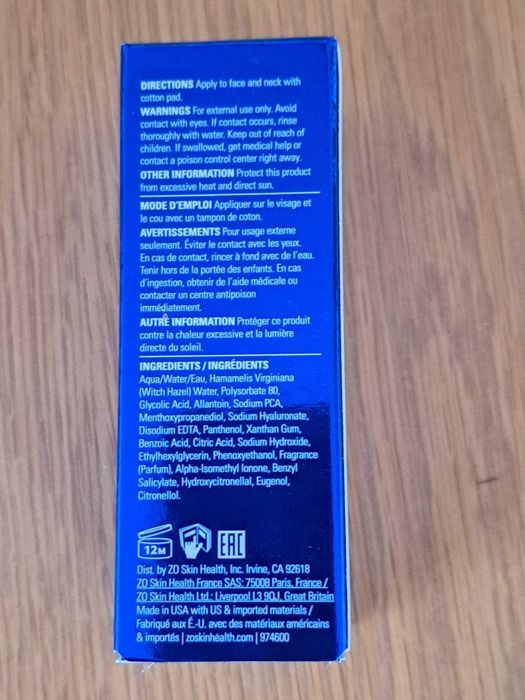 DIRECTIONS Apply to face and neck with
cotton pad.
WARNINGS For external use only. Avoid
contact with eyes. If contact occurs, rinse
thoroughly with water. Keep out of reach of
children. If swallowed, get medical help or
contact a poison control center right away.
OTHER INFORMATION Protect this product
from excessive heat and direct sun.
MODE D'EMPLOI Appliquer sur le visage et
le cou avec un tampon de coton.
AVERTISSEMENTS Pour usage externe
seulement. Éviter le contact avec les yeux.
En cas de contact, rincer à fond avec de l'eau.
Tenir hors de la portée des enfants. En cas
d'ingestion, obtenir de l'aide médicale ou
contacter un centre antipoison
immédiatement.
AUTRE INFORMATION Protéger ce produit
contre la chaleur excessive et la lumière
directe du soleil.
INGREDIENTS / INGRÉDIENTS
Aqua/Water/Eau, Hamamelis Virginiana
(Witch Hazel) Water, Polysorbate 80,
Glycolic Acid, Allantoin, Sodium PCA,
Menthoxypropanediol, Sodium Hyaluronate,
Disodium EDTA, Panthenol, Xanthan Gum,
Benzoic Acid, Citric Acid, Sodium Hydroxide,
Ethylhexylglycerin, Phenoxyethanol, Fragrance
(Parfum), Alpha-Isomethyl Ionone, Benzyl
Salicylate, Hydroxycitronellal, Eugenol,
Citronellol.
12M EAC
Dist. by ZO Skin Health, Inc. Irvine, CA 92618
ZO Skin Health France SAS: 75008 Paris, France /
ZO Skin Health Ltd.: Liverpool L3 9QJ, Great Britain
Made in USA with US & imported materials /
Fabriqué aux É.-U. avec des matériaux américains
& importés | zoskinhealth.com | 974600